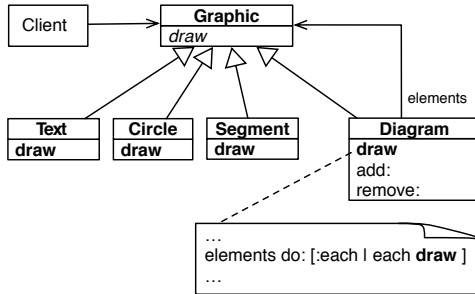 Client
Graphic
draw
elements
Text
draw
Circle
draw
Segment
draw
Diagram
draw
add:
remove:
...
elements do: [:each | each draw ]
...